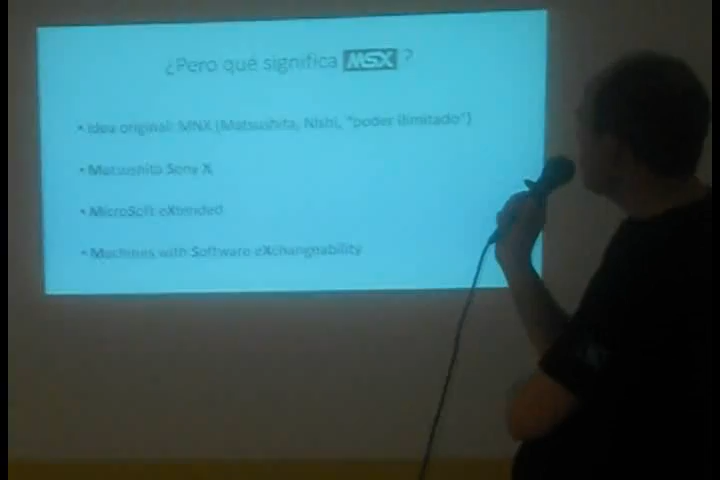 ¿Pero qué significa MSX ?
• Idea original: MNX (Matsushita, Nishi, "poder ilimitado")
• Matsushita Sony X
• MicroSoft eXtended
• Machines with Software eXchangeability